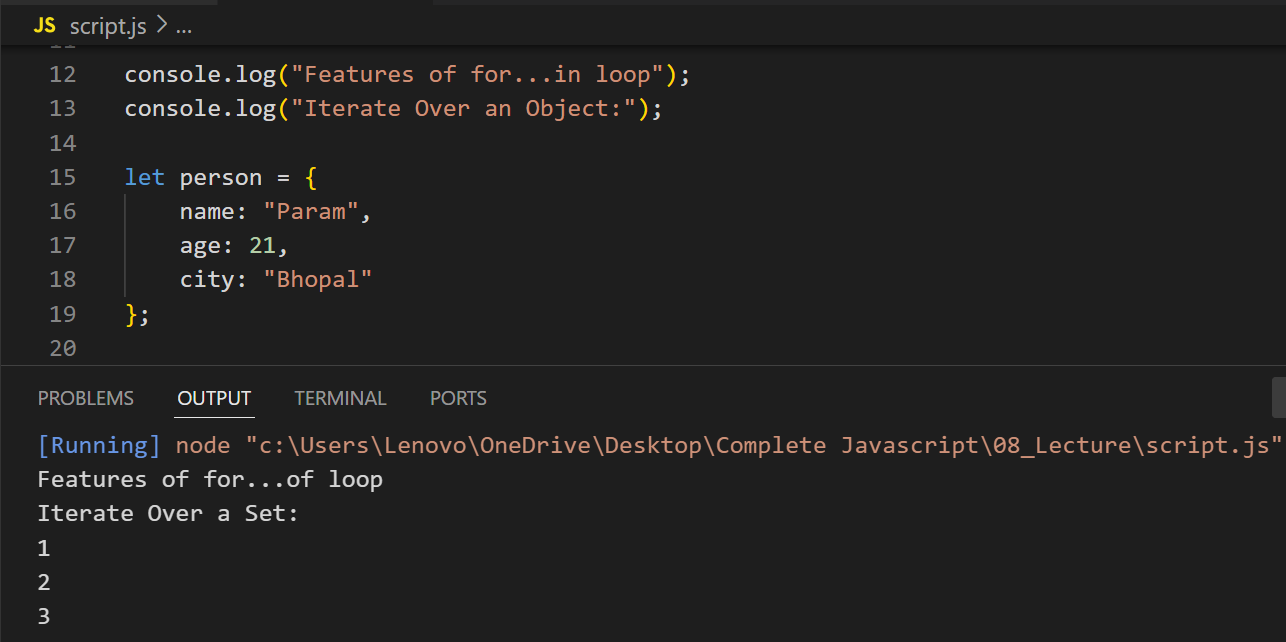 JS script.js > ...
11
12 console.log("Features of for...in loop");
13 console.log("Iterate Over an Object:");
14
15 let person = {
16 name: "Param",
17 age: 21,
18 city: "Bhopal"
19 };
20
PROBLEMS OUTPUT TERMINAL PORTS
[Running] node "c:\Users\Lenovo\OneDrive\Desktop\Complete Javascript\08_Lecture\script.js"
Features of for...of loop
Iterate Over a Set:
1
2
3